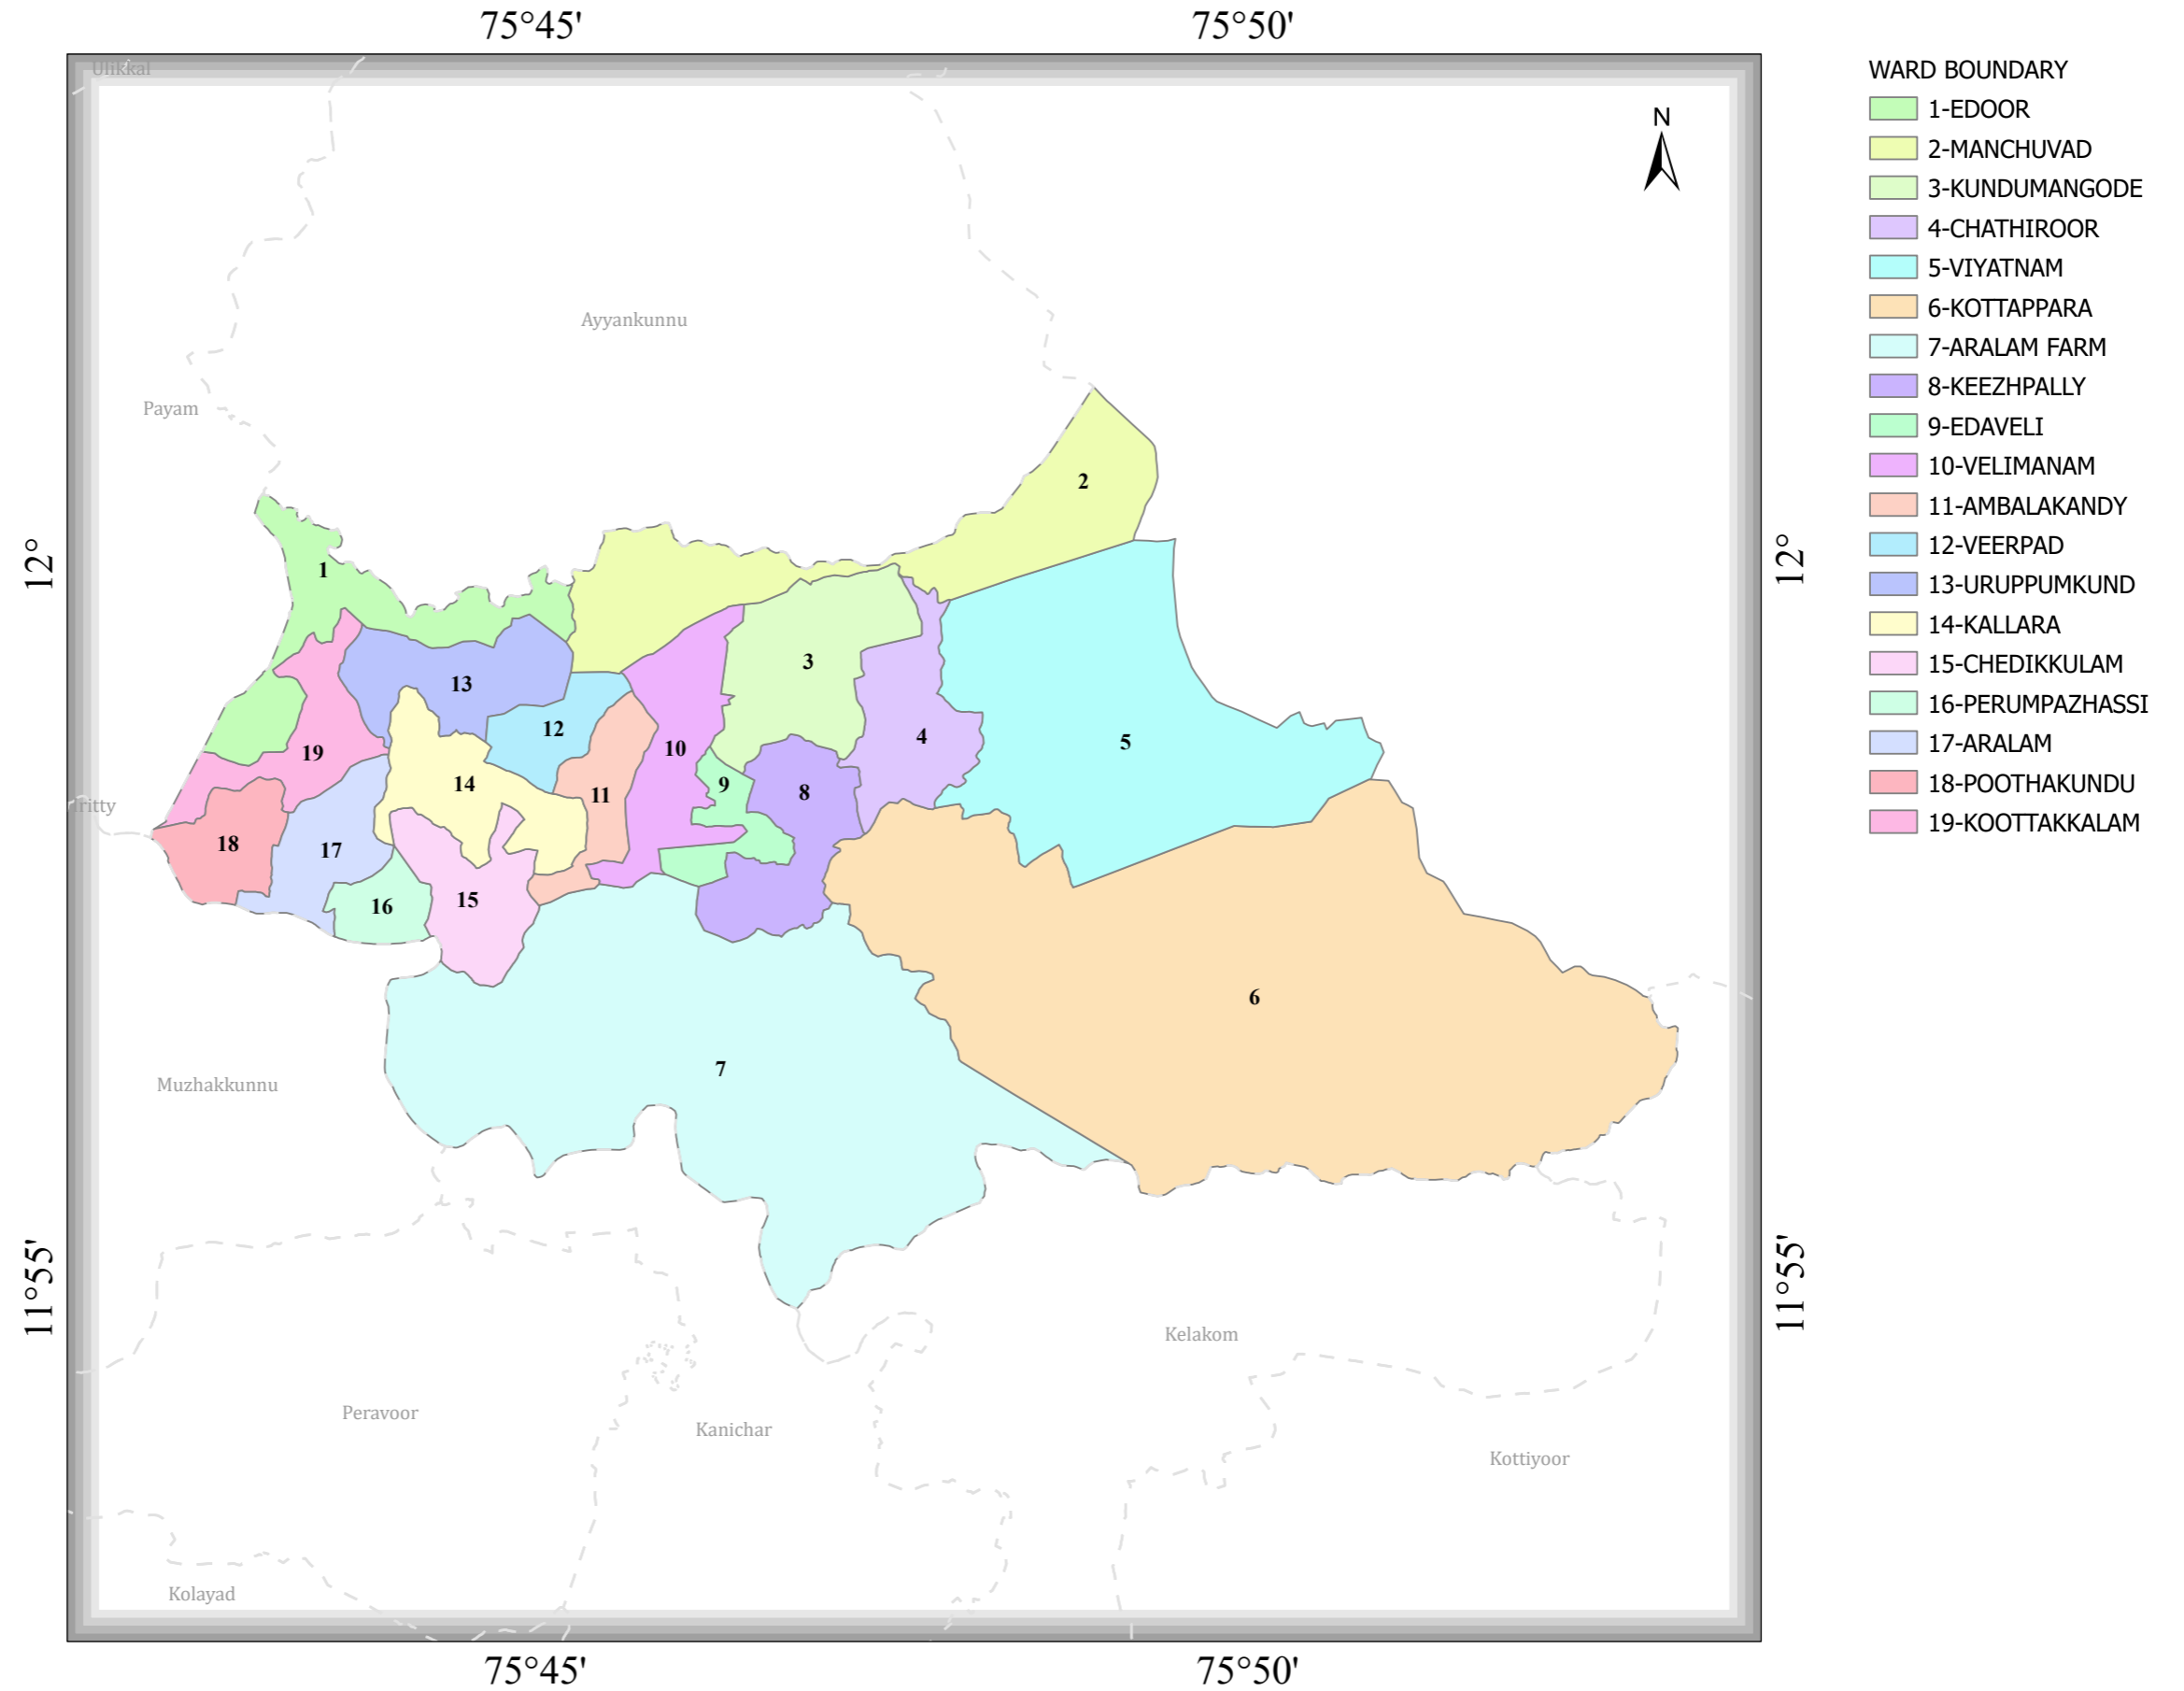 75°45' 75°50'
Ulikkal
WARD BOUNDARY
1-EDOOR
2-MANCHUVAD
3-KUNDUMANGODE
4-CHATHIROOR
5-VIYATNAM
6-KOTTAPPARA
7-ARALAM FARM
8-KEEZHPALLY
9-EDAVELI
10-VELIMANAM
11-AMBALAKANDY
12-VEERPAD
13-URUPPUMKUND
14-KALLARA
15-CHEDIKKULAM
16-PERUMPAZHASSI
17-ARALAM
18-POOTHAKUNDU
19-KOOTTAKKALAM
N
Ayyankunnu
Payam
2
12° 12°
1
3
13
12
4
5
10
19
14
9
8
11
ritty
18
17
15
16
6
7
Muzhakkunnu
11°55' 11°55'
Kelakom
Peravoor
Kanichar
Kottiyoor
Kolayad
75°45' 75°50'